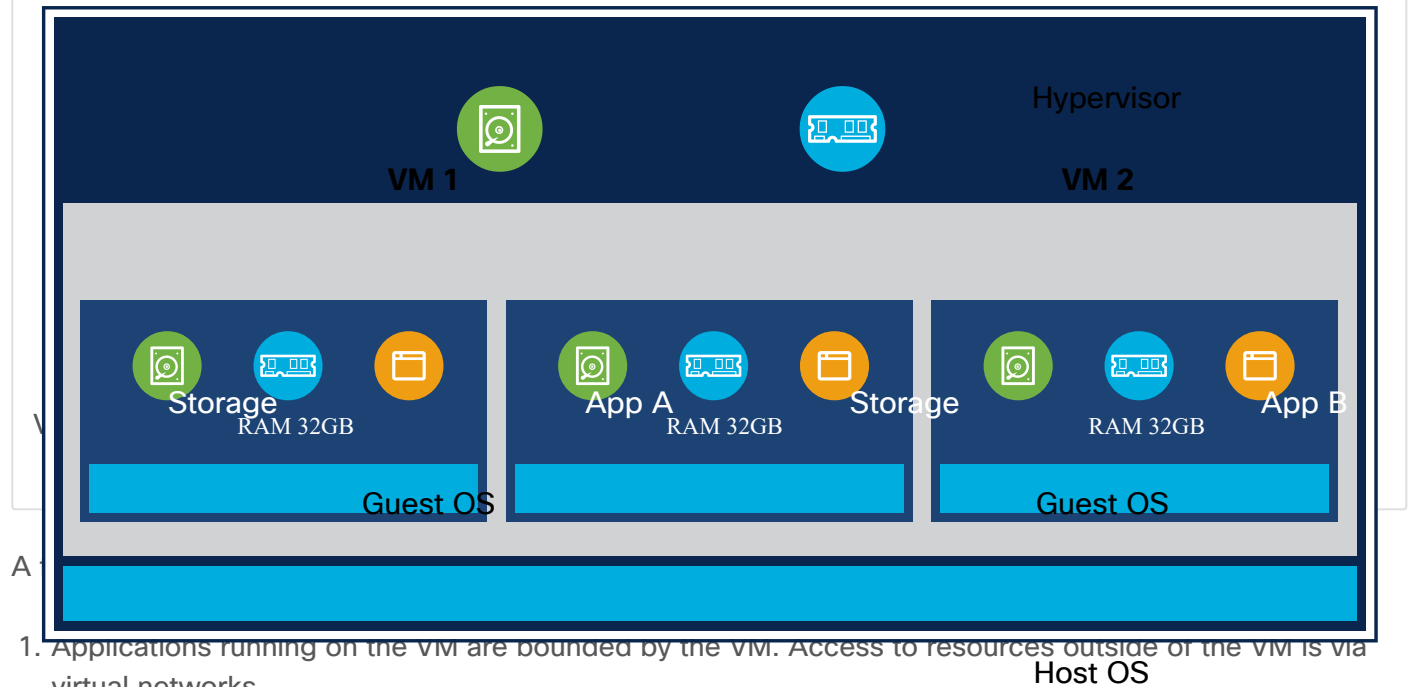 Hypervisor
VM 1 VM 2
Storage App A Storage App B
RAM 32GB RAM 32GB RAM 32GB
Guest OS Guest OS
A
1. Applications running on the VM are bounded by the VM. Access to resources outside of the VM is via
Host OS
virtual networks